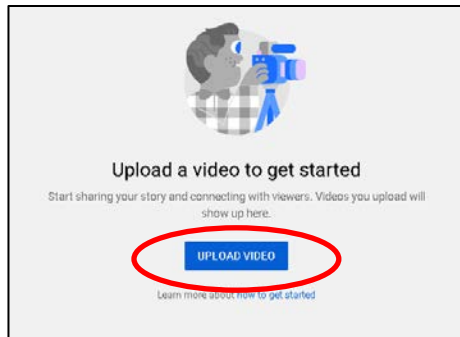 Upload a video to get started
Start sharing your story and connecting with viewers. Videos you upload will
show up here.
UPLOAD VIDEO
Learn more about how to get started